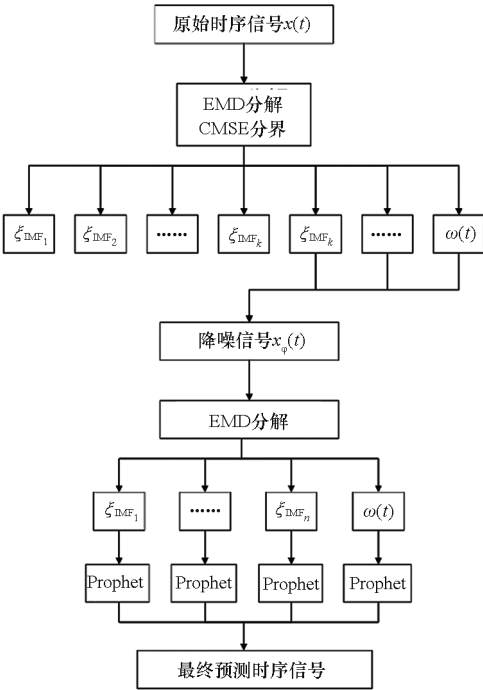 原始时序信号x(t)
EMD分解
CMSE分界
ξIMF1
ξIMF2
······
ξIMFk
ξIMFk
······
ω(t)
降噪信号xφ(t)
EMD分解
ξIMF1
······
ξIMFn
ω(t)
Prophet
Prophet
Prophet
Prophet
最终预测时序信号